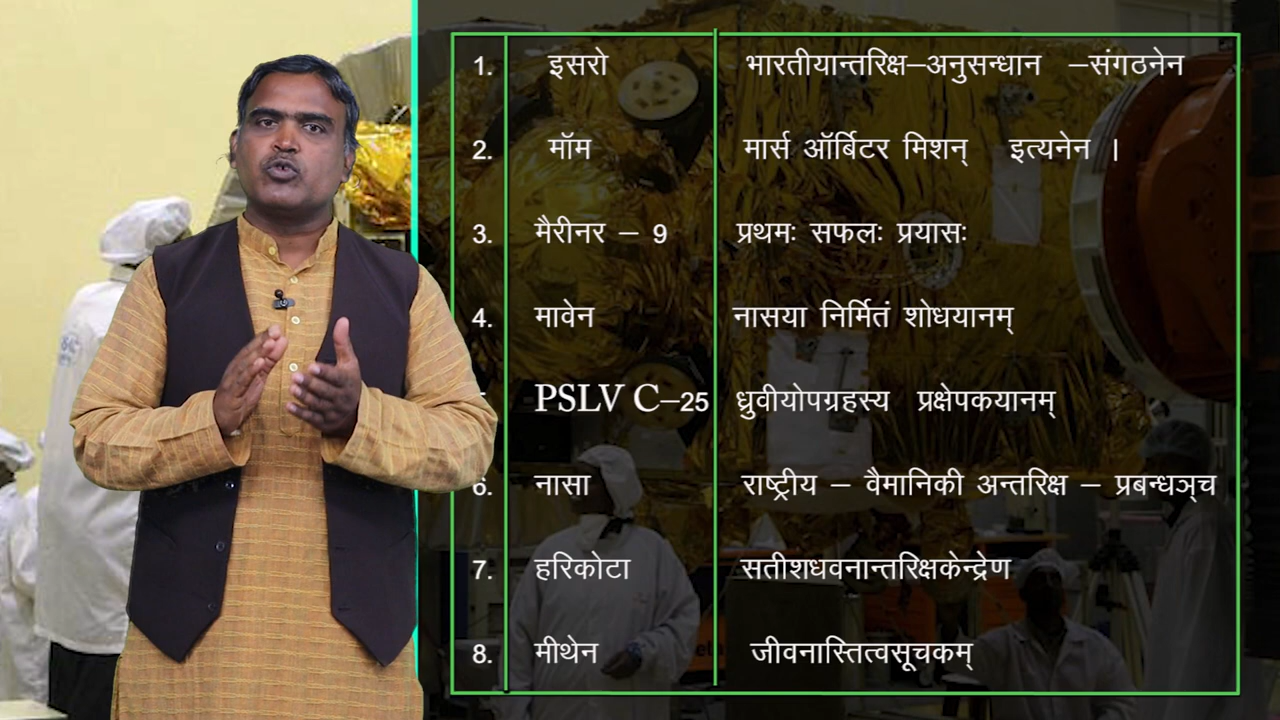 1. इसरो भारतीयान्तरिक्ष–अनुसन्धान –संगठनेन
2. मॉम मार्स ऑर्बिटर मिशन् इत्यनेन ।
3. मैरीनर – 9 प्रथमः सफलः प्रयासः
4. मावेन नासया निर्मितं शोधयानम्
PSLV C–25 ध्रुवीयोपग्रहस्य प्रक्षेपकयानम्
6. नासा राष्ट्रीय – वैमानिकी अन्तरिक्ष – प्रबन्धञ्च
7. हरिकोटा सतीशधवनान्तरिक्षकेन्द्रेण
8. मीथेन जीवनास्तित्वसूचकम्